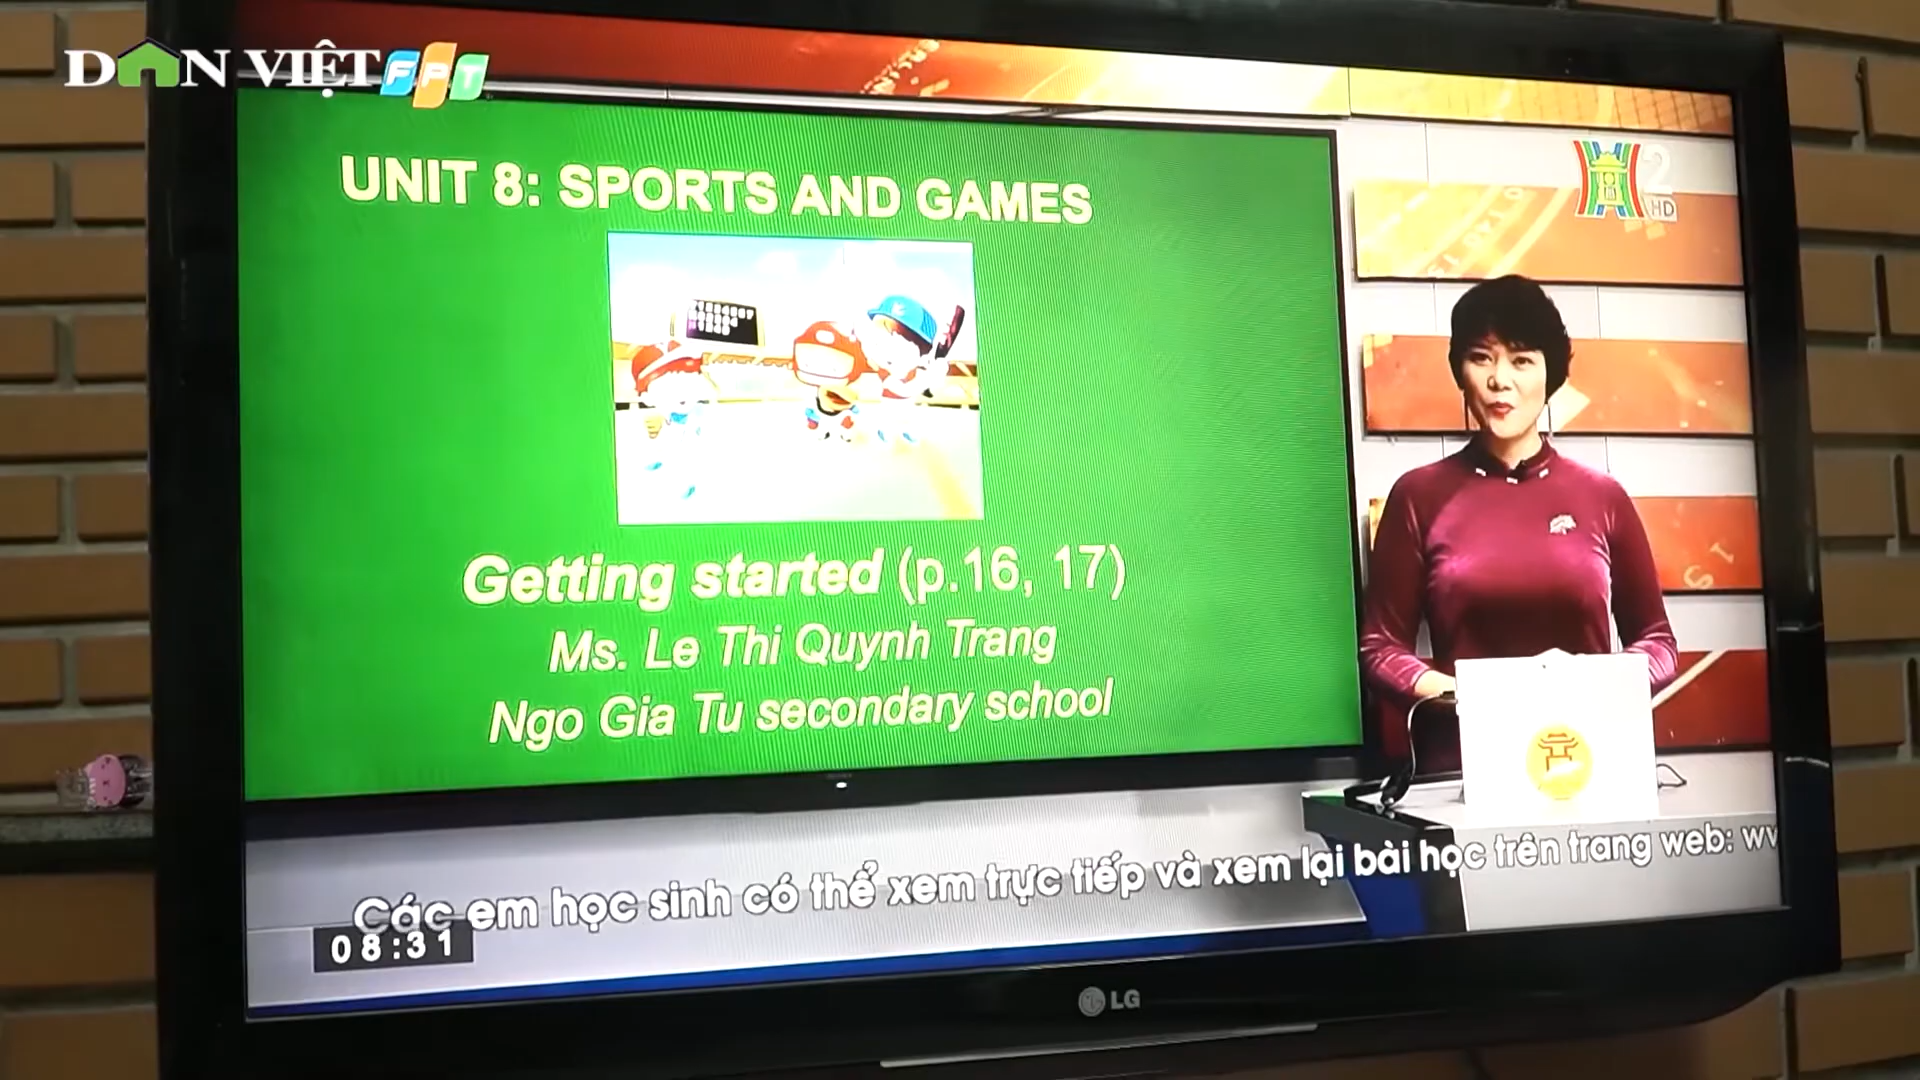 DÂN VIỆT FPT
2
HD
UNIT 8: SPORTS AND GAMES
Getting started (p.16, 17)
Ms. Le Thi Quynh Trang
Ngo Gia Tu secondary school
Các em học sinh có thể xem trực tiếp và xem lại bài học trên trang web:
08:31
LG